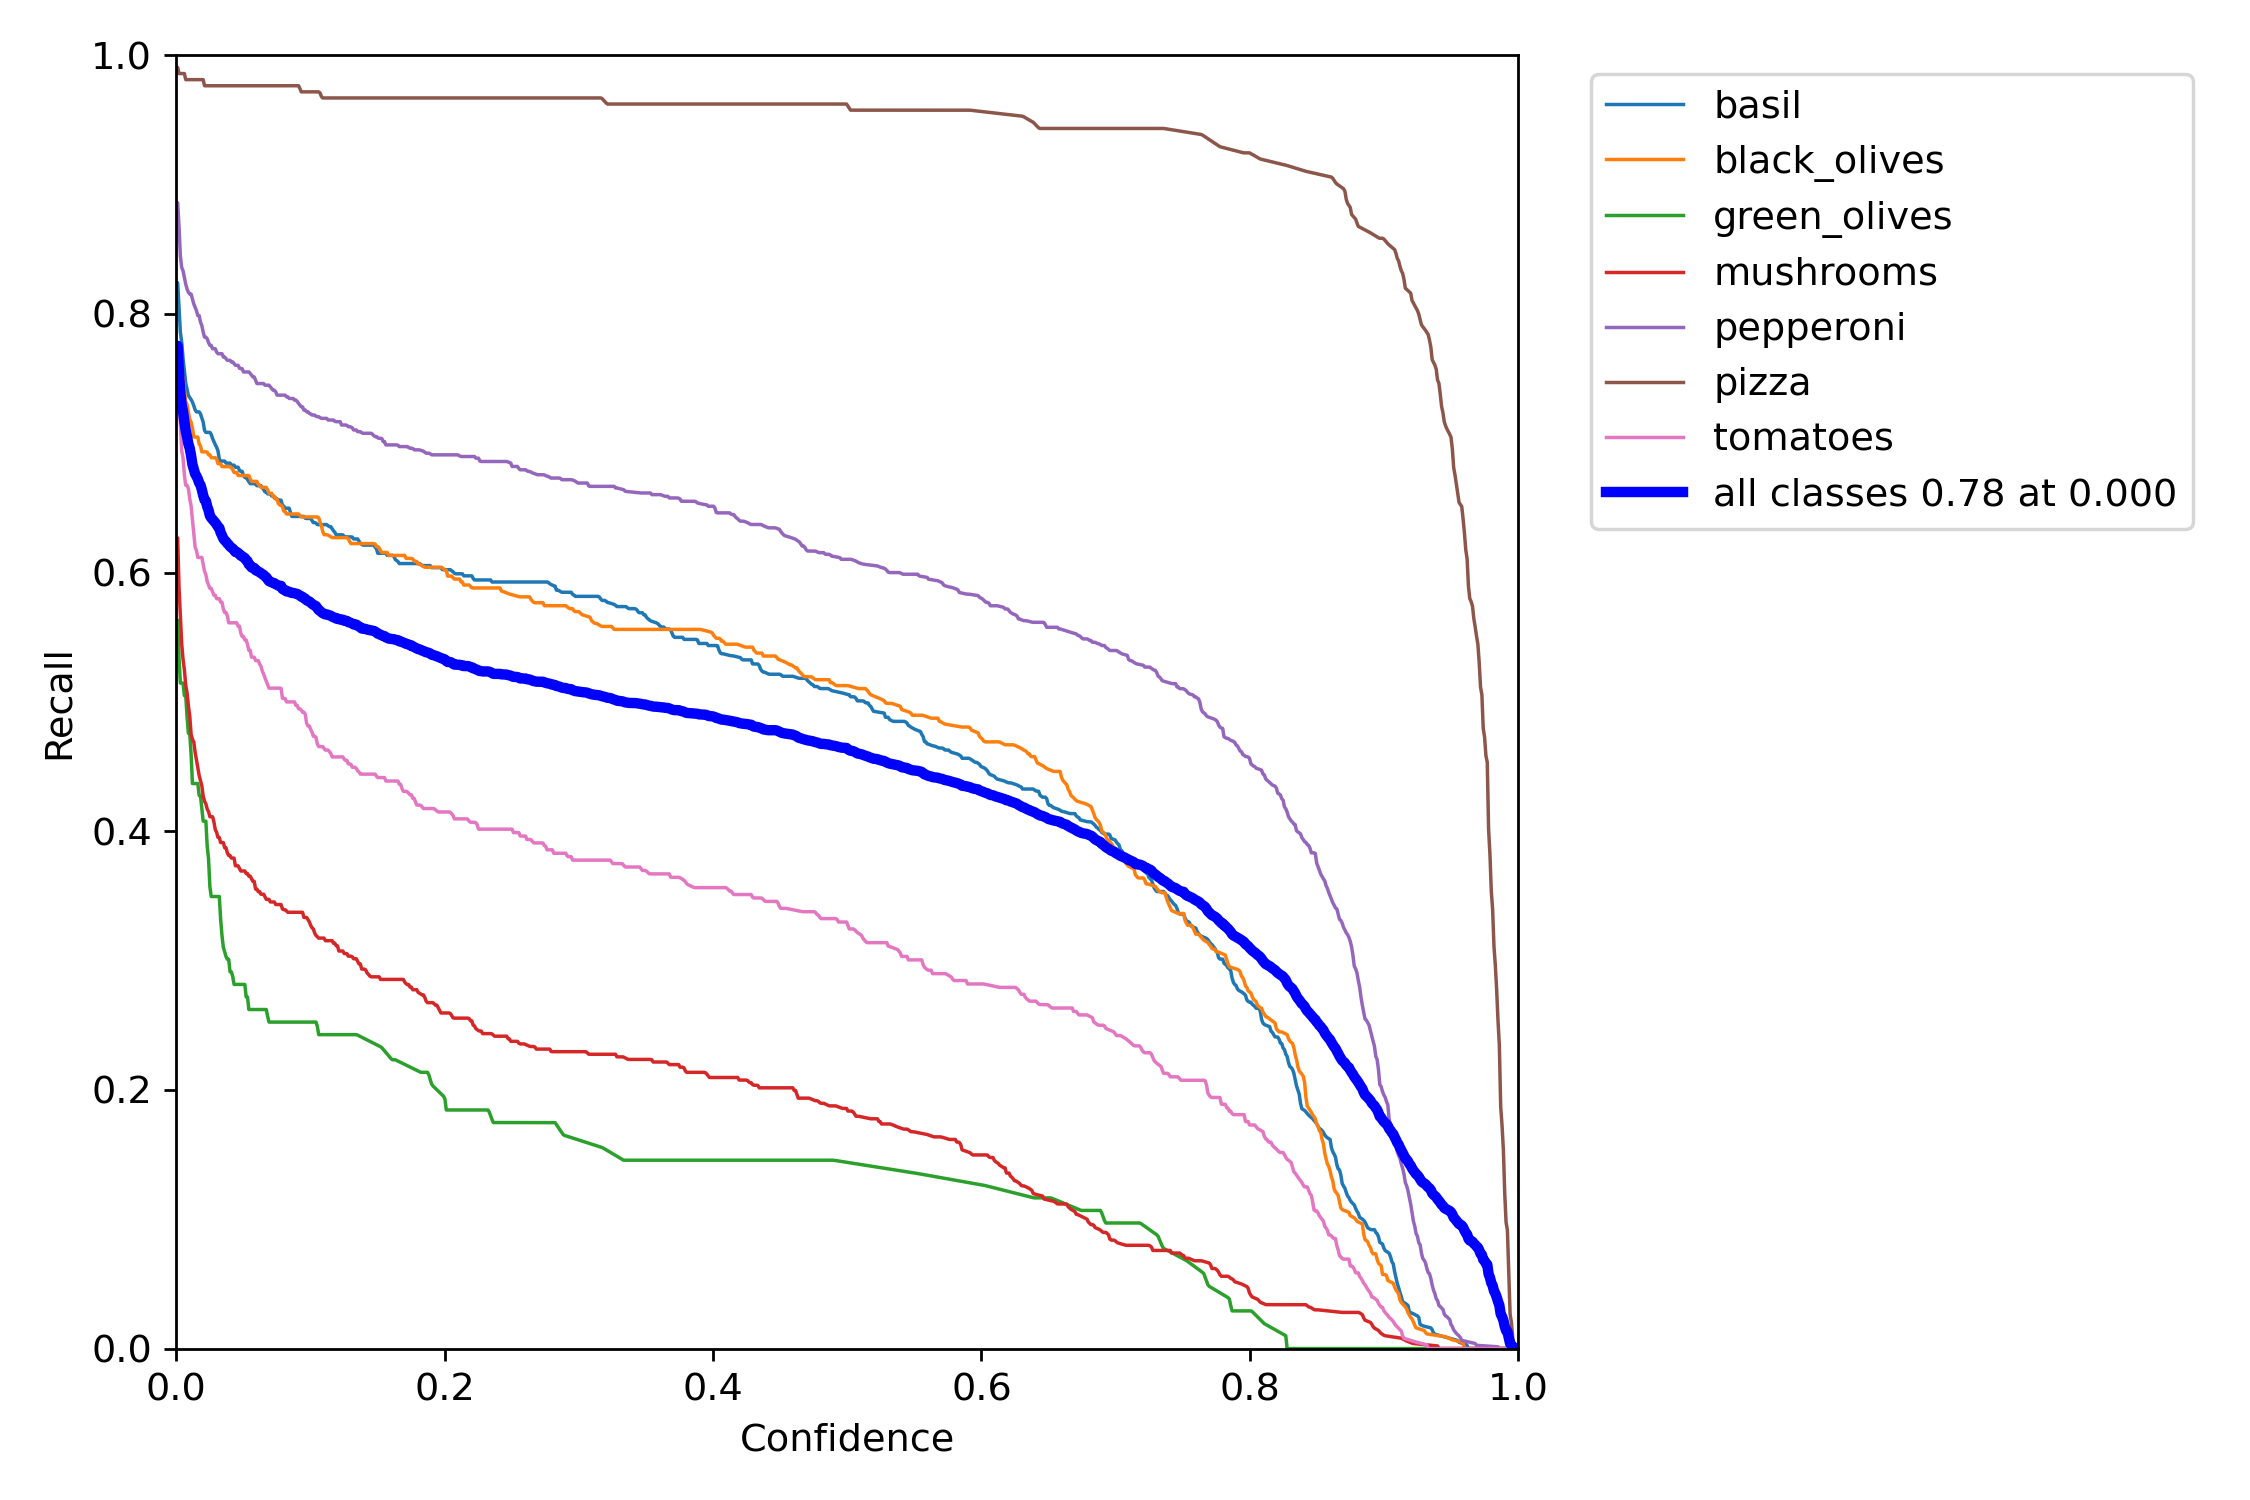 1.0
0.8
0.6
0.4
0.2
0.0
Recall
0.0 0.2 0.4 0.6 0.8 1.0
Confidence
basil
black_olives
green_olives
mushrooms
pepperoni
pizza
tomatoes
all classes 0.78 at 0.000